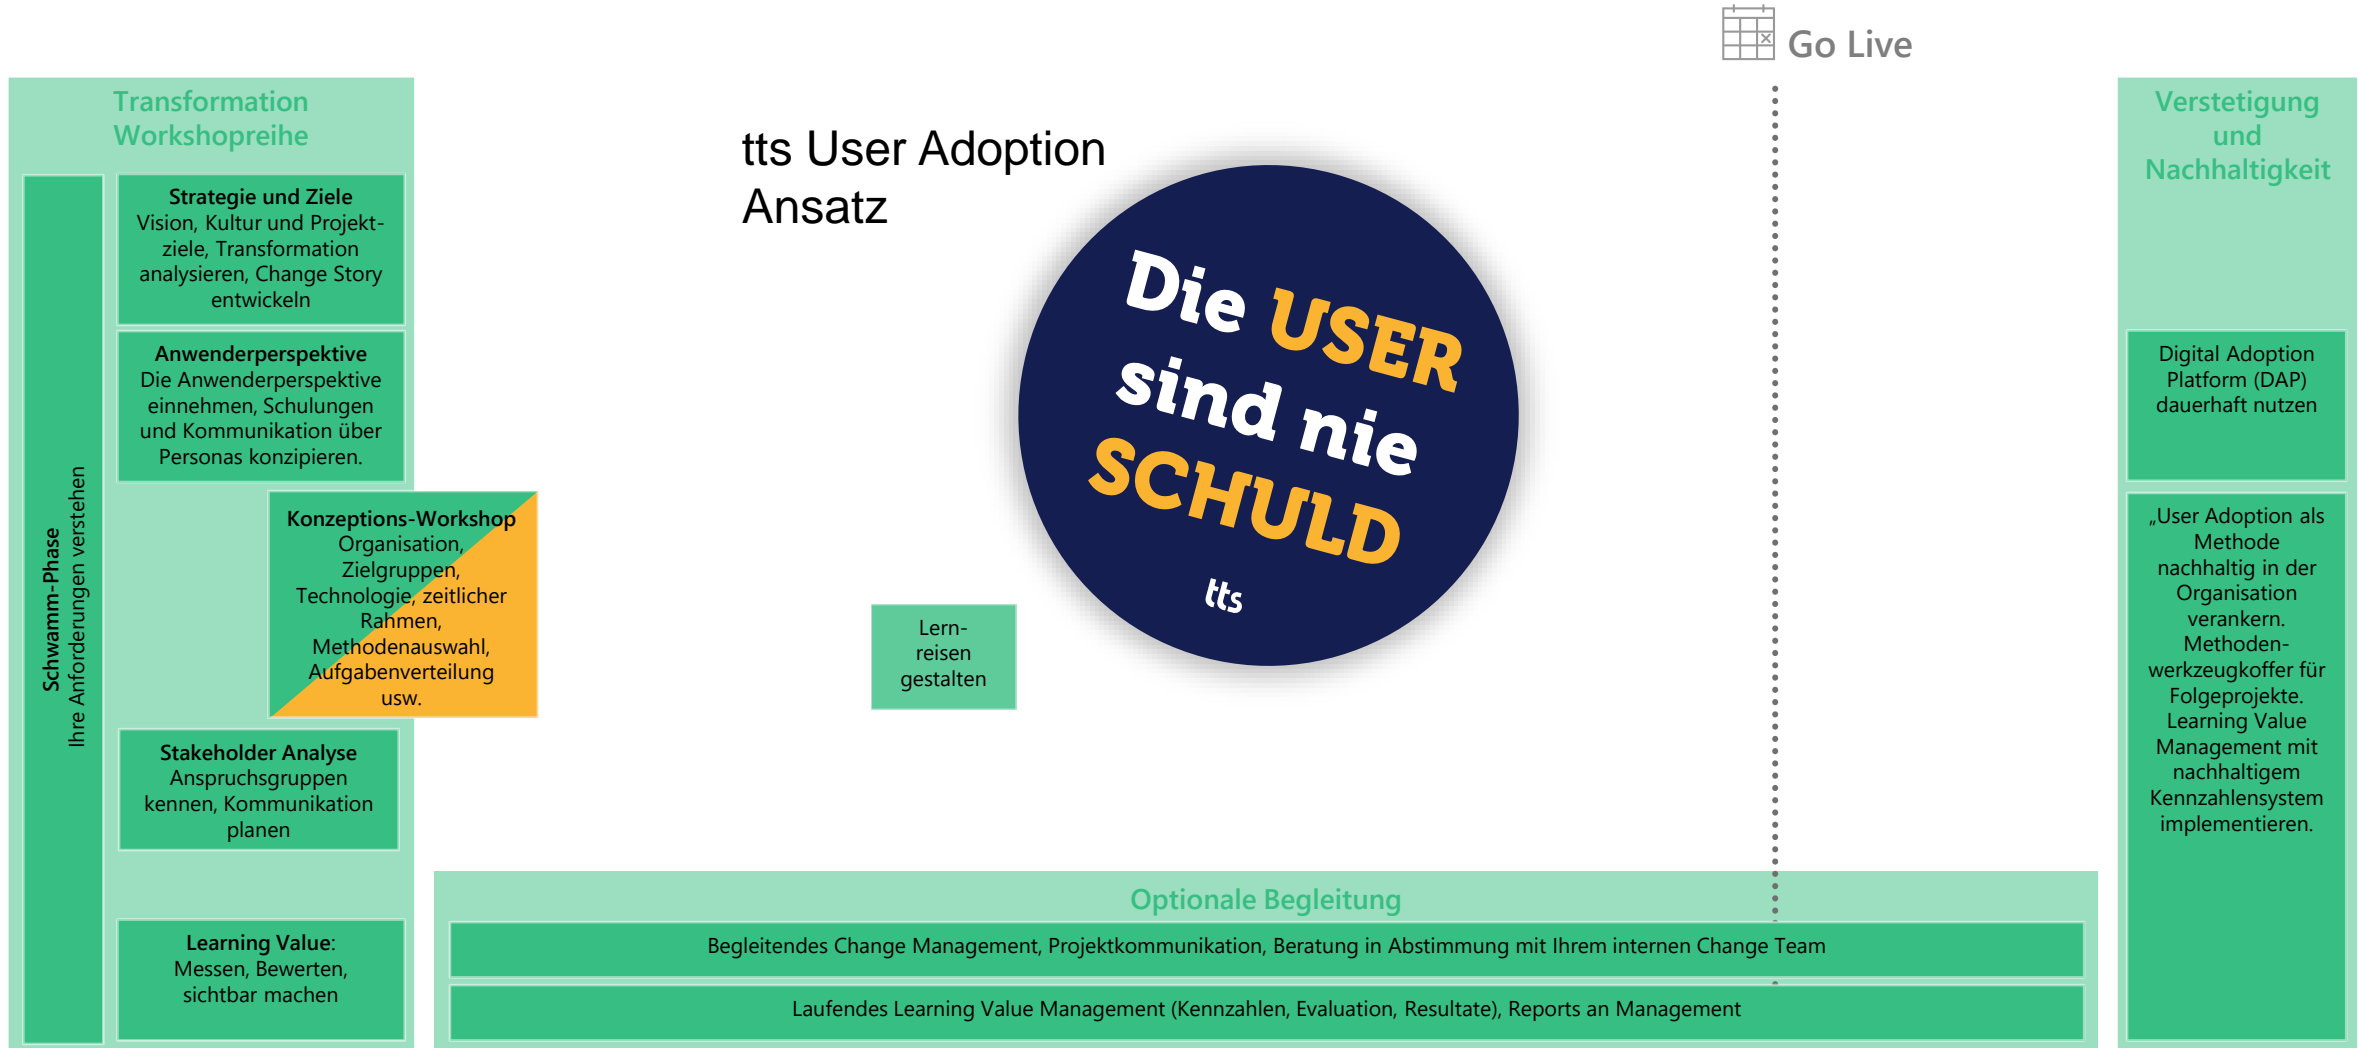 Go Live
Transformation
Workshopreihe
Schwamm-Phase
Ihre Anforderungen verstehen
Strategie und Ziele
Vision, Kultur und Projekt-
ziele, Transformation
analysieren, Change Story
entwickeln
Anwenderperspektive
Die Anwenderperspektive
einnehmen, Schulungen
und Kommunikation über
Personas konzipieren.
Konzeptions-Workshop
Organisation,
Zielgruppen,
Technologie, zeitlicher
Rahmen,
Methodenauswahl,
Aufgabenverteilung
usw.
Stakeholder Analyse
Anspruchsgruppen
kennen, Kommunikation
planen
Learning Value:
Messen, Bewerten,
sichtbar machen
tts User Adoption
Ansatz
Die USER
sind nie
SCHULD
tts
Lern-
reisen
gestalten
Optionale Begleitung
Begleitendes Change Management, Projektkommunikation, Beratung in Abstimmung mit Ihrem internen Change Team
Laufendes Learning Value Management (Kennzahlen, Evaluation, Resultate), Reports an Management
Verstetigung
und
Nachhaltigkeit
Digital Adoption
Platform (DAP)
dauerhaft nutzen
„User Adoption als
Methode
nachhaltig in der
Organisation
verankern.
Methoden-
werkzeugkoffer für
Folgeprojekte.
Learning Value
Management mit
nachhaltigem
Kennzahlensystem
implementieren.